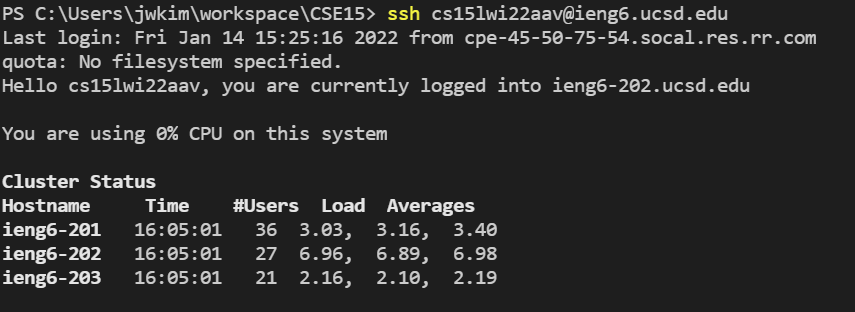 PS C:\Users\jwkim\workspace\CSE15> ssh cs15lwi22aav@ieng6.ucsd.edu
Last login: Fri Jan 14 15:25:16 2022 from cpe-45-50-75-54.socal.res.rr.com
quota: No filesystem specified.
Hello cs15lwi22aav, you are currently logged into ieng6-202.ucsd.edu
You are using 0% CPU on this system
Cluster Status
Hostname     Time    #Users  Load  Averages
ieng6-201   16:05:01   36  3.03,  3.16,  3.40
ieng6-202   16:05:01   27  6.96,  6.89,  6.98
ieng6-203   16:05:01   21  2.16,  2.10,  2.19